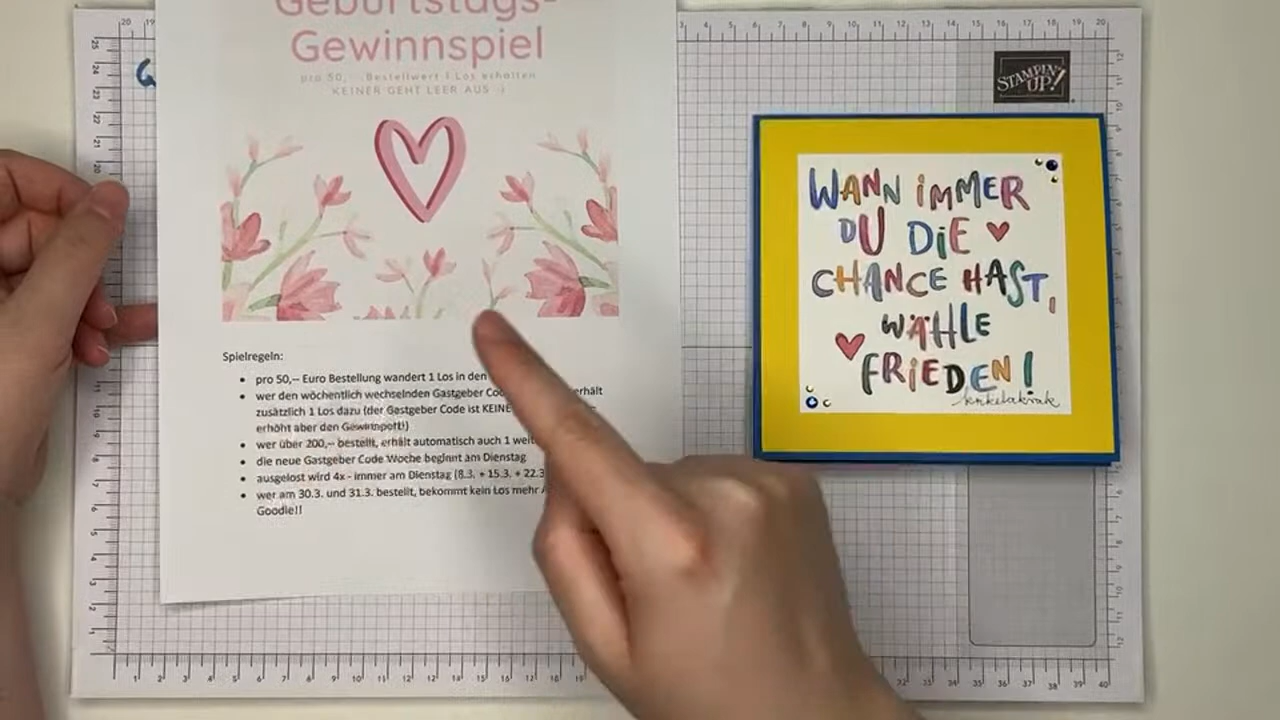 Geburtstags-
Gewinnspiel
pro 50,-- Bestellwert 1 Los erhalten
KEINER GEHT LEER AUS :)
Spielregeln:
pro 50,-- Euro Bestellung wandert 1 Los in den
wer den wöchentlich wechselnden Gastgeber Cod erhält
zusätzlich 1 Los dazu (der Gastgeber Code ist KEINE
erhöht aber den Gewinnpott!)
wer über 200,-- bestellt, erhält automatisch auch 1
die neue Gastgeber Code Woche beginnt am Dienstag
ausgelost wird 4x - immer am Dienstag (8.3. + 15.3. + 22.3
wer am 30.3. und 31.3. bestellt, bekommt kein Los mehr
Goodie!!
STAMPIN'
UP!
WANN iMMER
DU DiE
CHANCE HAST,
WÄHLE
FRiEDEN!